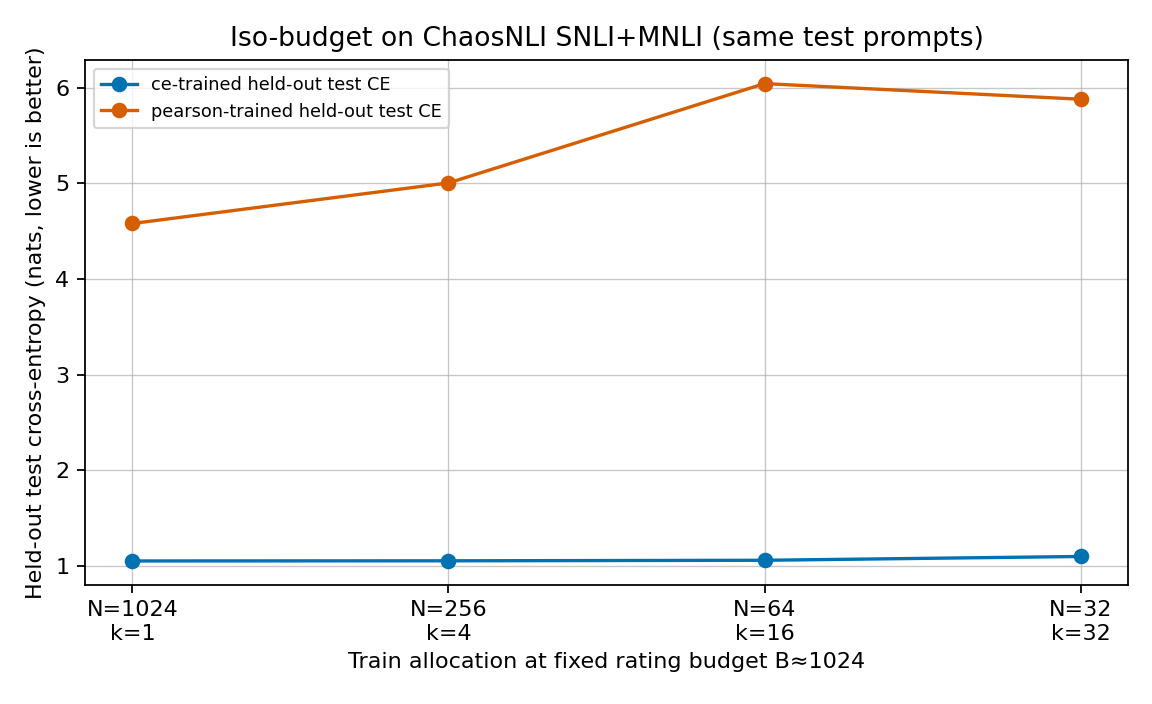 Iso-budget on ChaosNLI SNLI+MNLI (same test prompts)
ce-trained held-out test CE
pearson-trained held-out test CE
Held-out test cross-entropy (nats, lower is better)
6
5
4
3
2
1
N=1024 N=256 N=64 N=32
k=1 k=4 k=16 k=32
Train allocation at fixed rating budget B≈1024